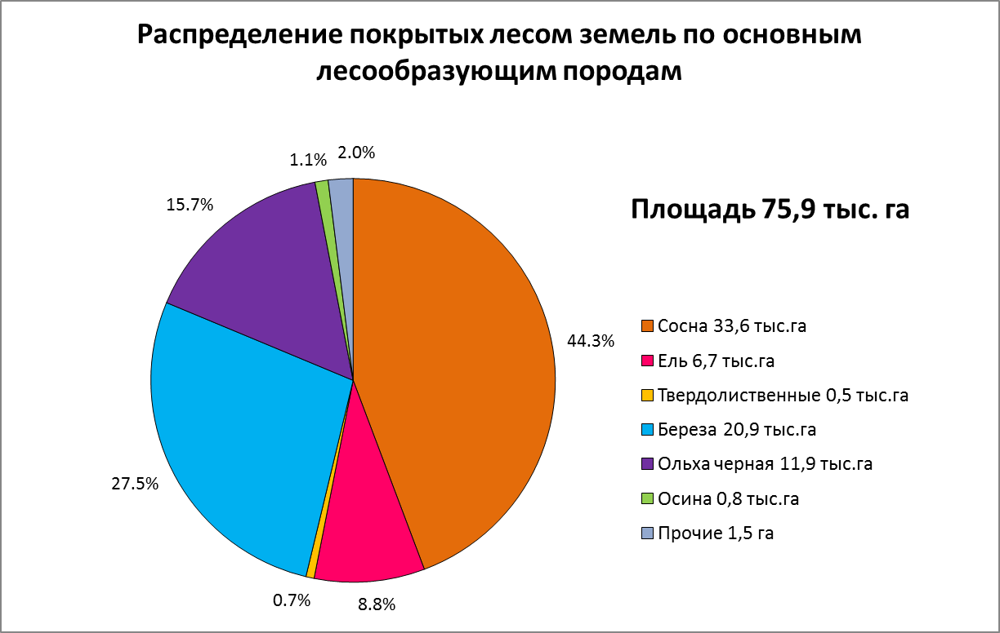 Распределение покрытых лесом земель по основным
лесообразующим породам
1.1%
2.0%
15.7%
Площадь 75,9 тыс. га
44.3%
Сосна 33,6 тыс.га
Ель 6,7 тыс.га
Твердолиственные 0,5 тыс.га
Береза 20,9 тыс.га
Ольха черная 11,9 тыс.га
Осина 0,8 тыс.га
Прочие 1,5 га
27.5%
0.7%
8.8%